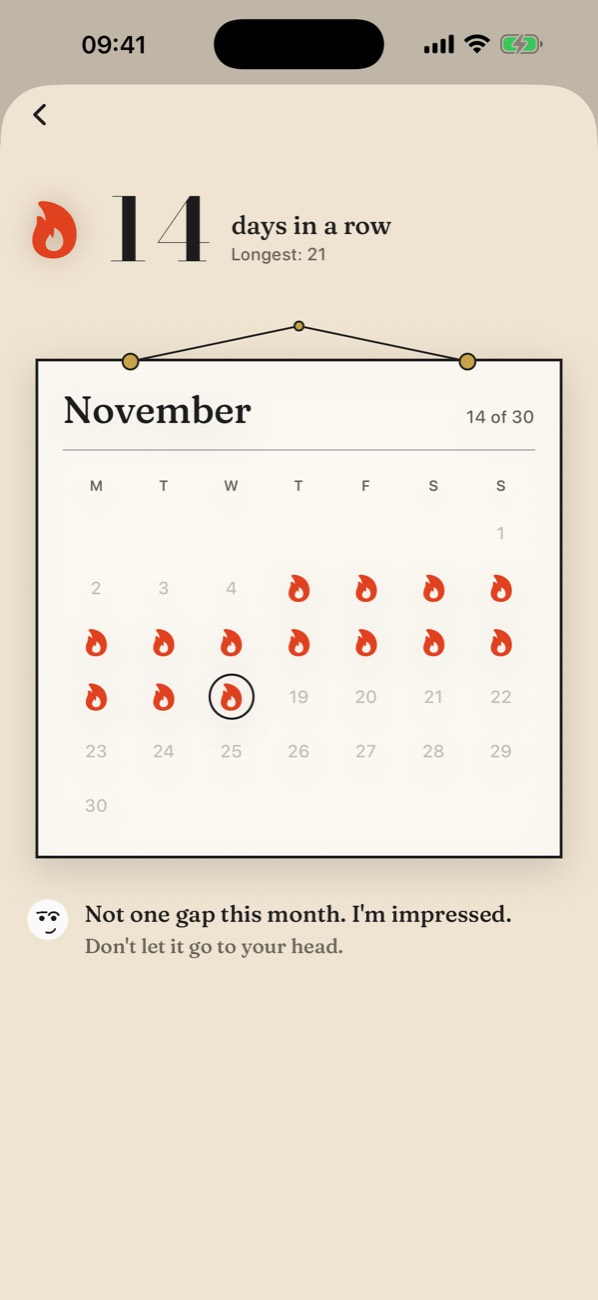 09:41
14 days in a row
Longest: 21
November 14 of 30
M T W T F S S
1
2 3 4
19 20 21 22
23 24 25 26 27 28 29
30
Not one gap this month. I'm impressed.
Don't let it go to your head.